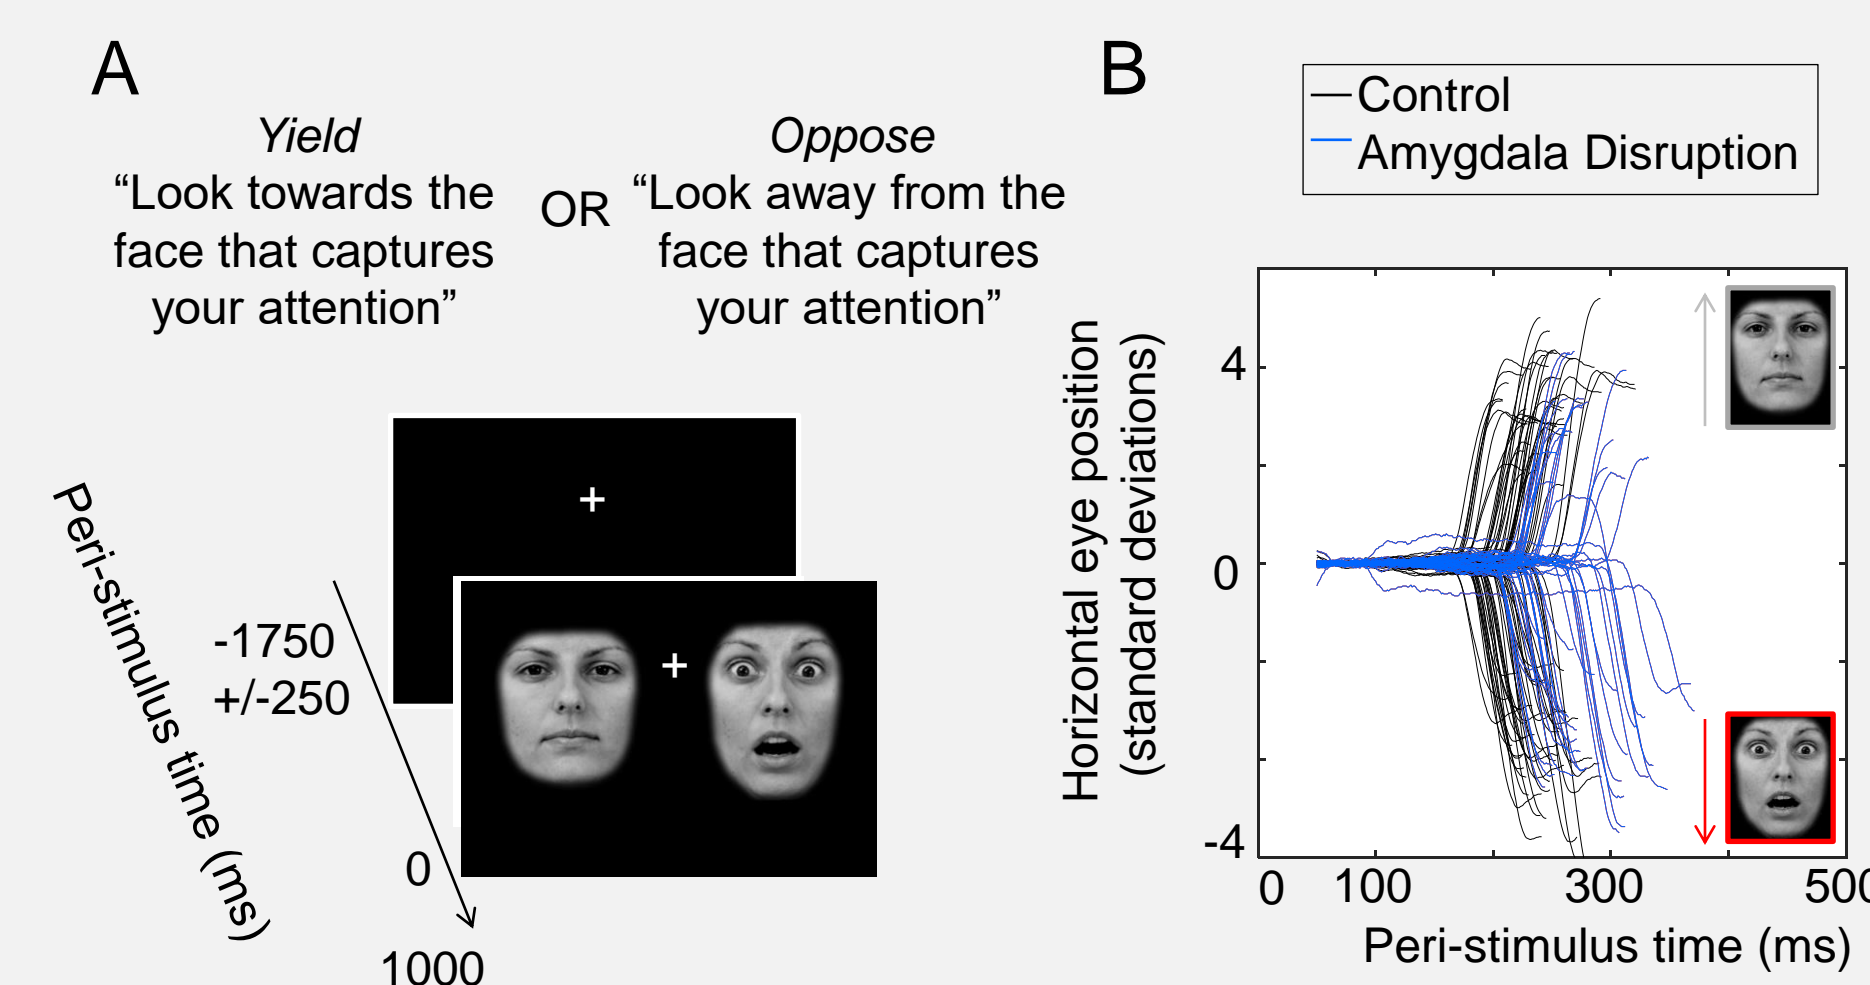 A
Yield
“Look towards the
face that captures
your attention”
OR
Oppose
“Look away from the
face that captures
your attention”
+
+
Peri-stimulus time (ms)
-1750
+/-250
0
1000
B
Control
Amygdala Disruption
Horizontal eye position
(standard deviations)
4
0
-4
0 100 300 500
Peri-stimulus time (ms)